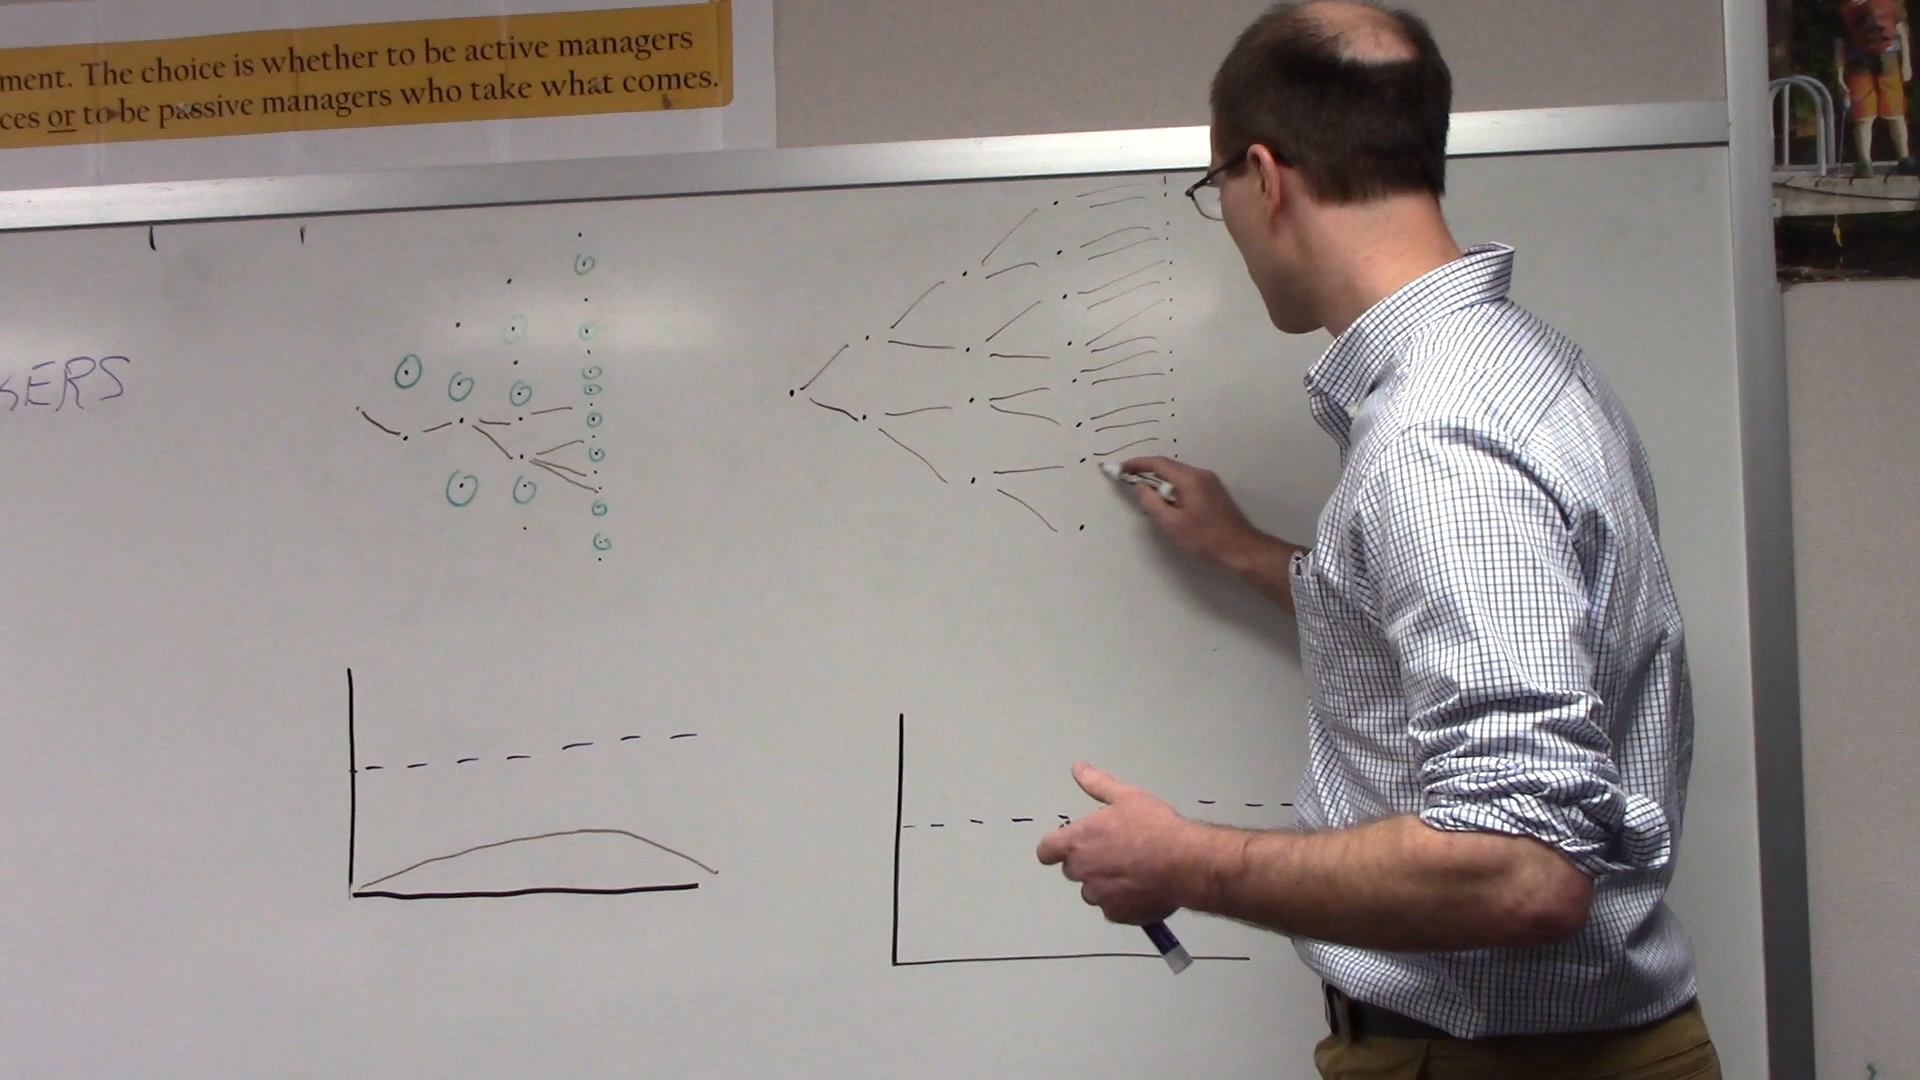 ment. The choice is whether to be active managers
ces or to be passive managers who take what comes.
KERS